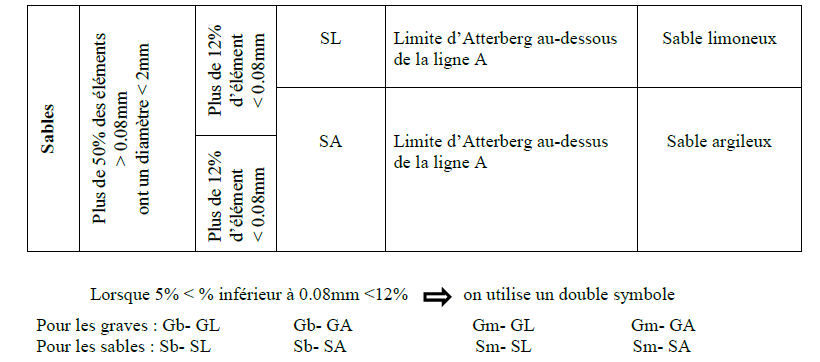 Sables
Plus de 50% des éléments
> 0.08mm
ont un diamètre < 2mm
Plus de 12%
d'élément
< 0.08mm
SL
Limite d'Atterberg au-dessous
de la ligne A
Sable limoneux
Plus de 12%
d'élément
< 0.08mm
SA
Limite d'Atterberg au-dessus
de la ligne A
Sable argileux
Lorsque 5% < % inférieur à 0.08mm <12% ⇨ on utilise un double symbole
Pour les graves : Gb- GL Gb- GA Gm- GL Gm- GA
Pour les sables : Sb- SL Sb- SA Sm- SL Sm- SA